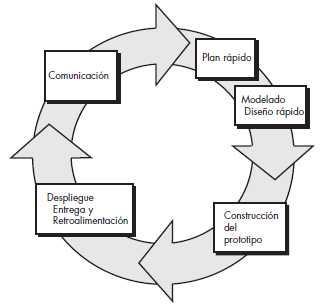 Comunicación
Plan rápido
Modelado
Diseño rápido
Construcción
del
prototipo
Despliegue
Entrega y
Retroalimentación